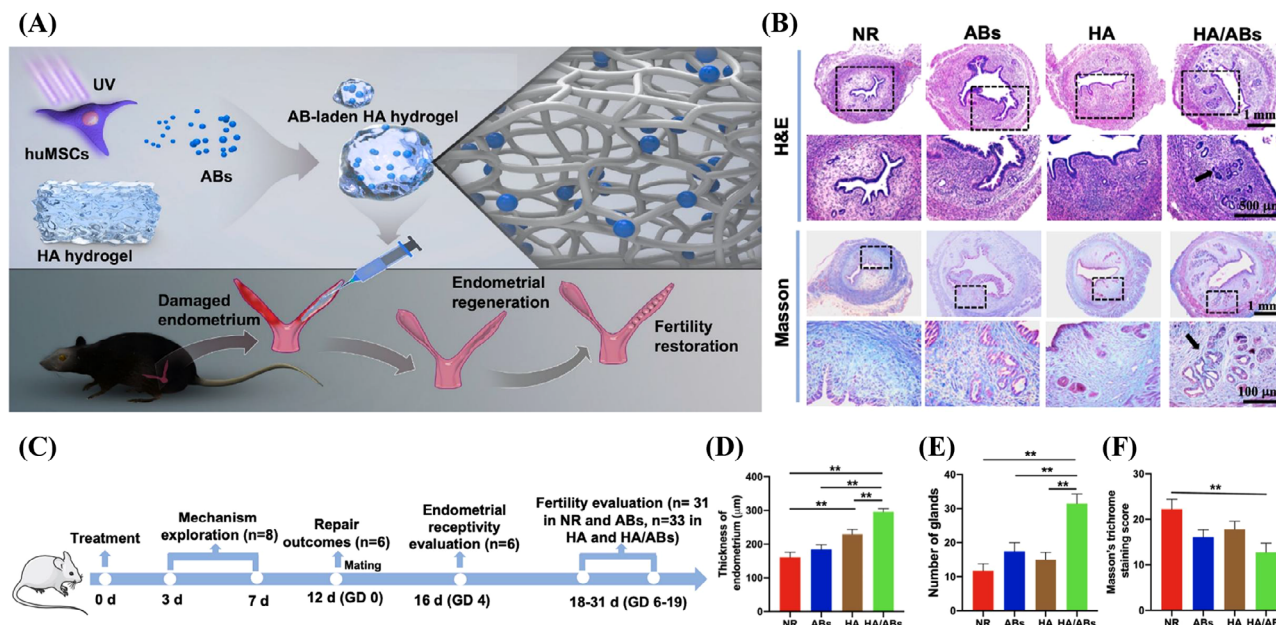 (A)
UV
huMSCs
ABs
HA hydrogel
AB-laden HA hydrogel
Damaged
endometrium
Endometrial
regeneration
Fertility
restoration
(B)
NR ABs HA HA/ABs
H&E
1 mm
500 μm
Masson
1 mm
100 μm
(C)
Treatment
Mechanism
exploration (n=8)
Repair
outcomes (n=6)
Mating
Endometrial
receptivity
evaluation (n=6)
Fertility evaluation (n= 31
in NR and ABs, n=33 in
HA and HA/ABs)
0 d 3 d 7 d 12 d (GD 0) 16 d (GD 4) 18-31 d (GD 6-19)
(D)
Thickness of
endometrium (μm)
400
300
200
100
0
**
**
** **
NR ABs HA HA/ABs
(E)
Number of glands
40
30
20
10
0
**
**
**
NR ABs HA HA/ABs
(F)
Masson's trichrome
staining score
30
20
10
0
**
NR ABs HA HA/AB